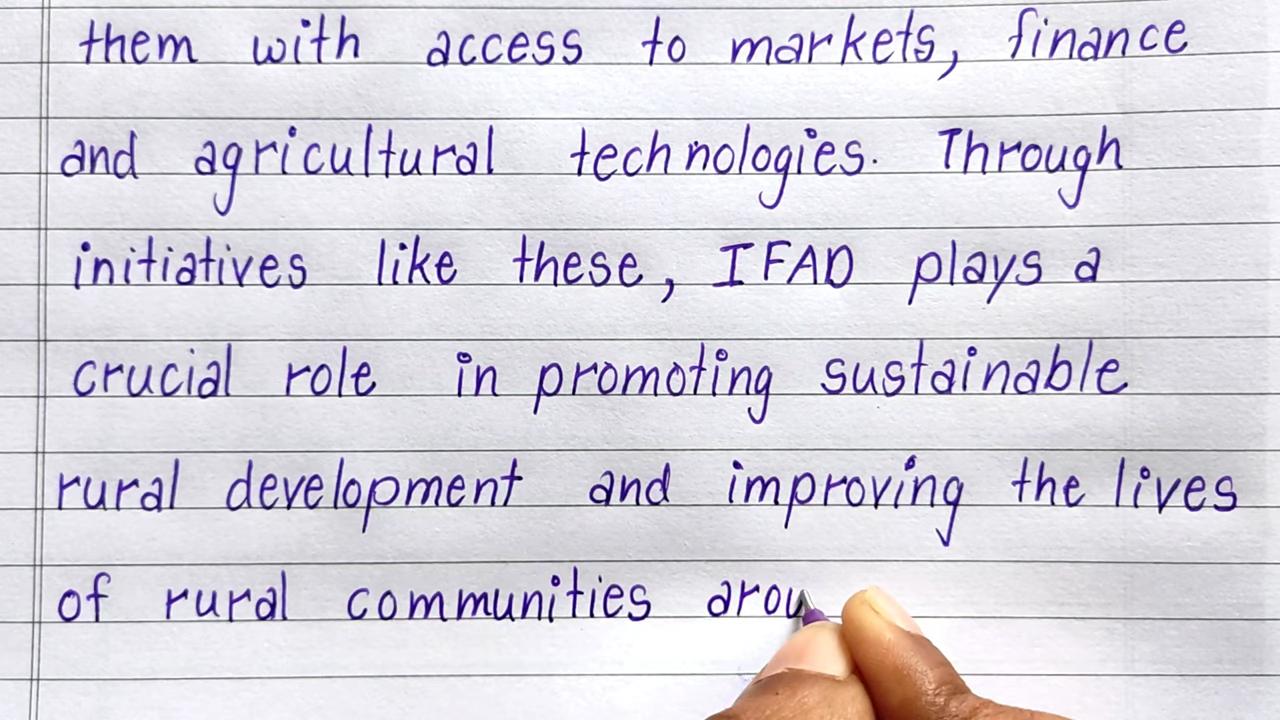 them with access to markets, finance
and agricultural technologies. Through
initiatives like these, IFAD plays a
crucial role in promoting sustainable
rural development and improving the lives
of rural communities arou